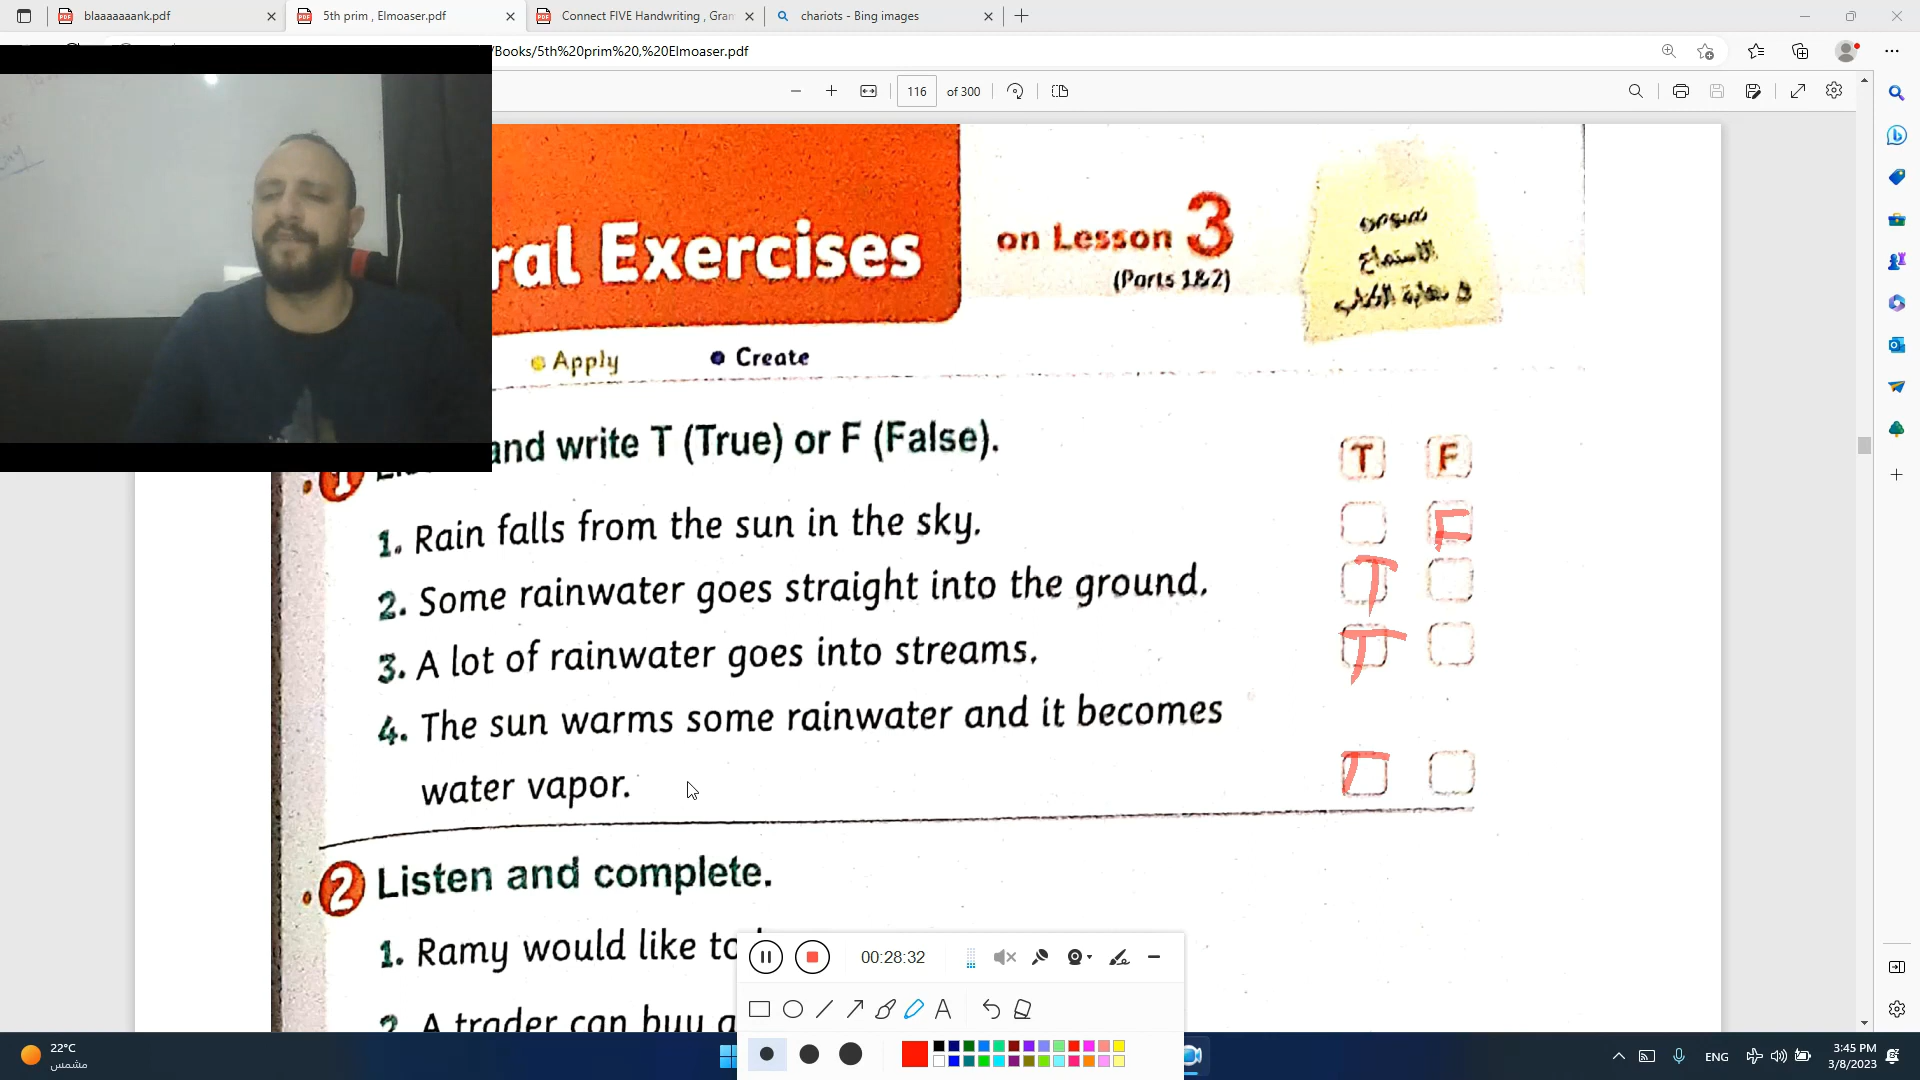 blaaaaaank.pdf
5th prim , Elmoaser.pdf
Connect FIVE Handwriting , Gram
chariots - Bing images
/Books/5th%20prim%20,%20Elmoaser.pdf
116 of 300
ral Exercises
on Lesson 3
(Parts 1&2)
Apply
Create
and write T (True) or F (False).
T F
1. Rain falls from the sun in the sky.
F
2. Some rainwater goes straight into the ground.
T
3. A lot of rainwater goes into streams.
T
4. The sun warms some rainwater and it becomes
water vapor.
2 Listen and complete.
1. Ramy would like to
2. A trader can buy a
00:28:32
A
22°C
مشمس
ENG
3:45 PM
3/8/2023